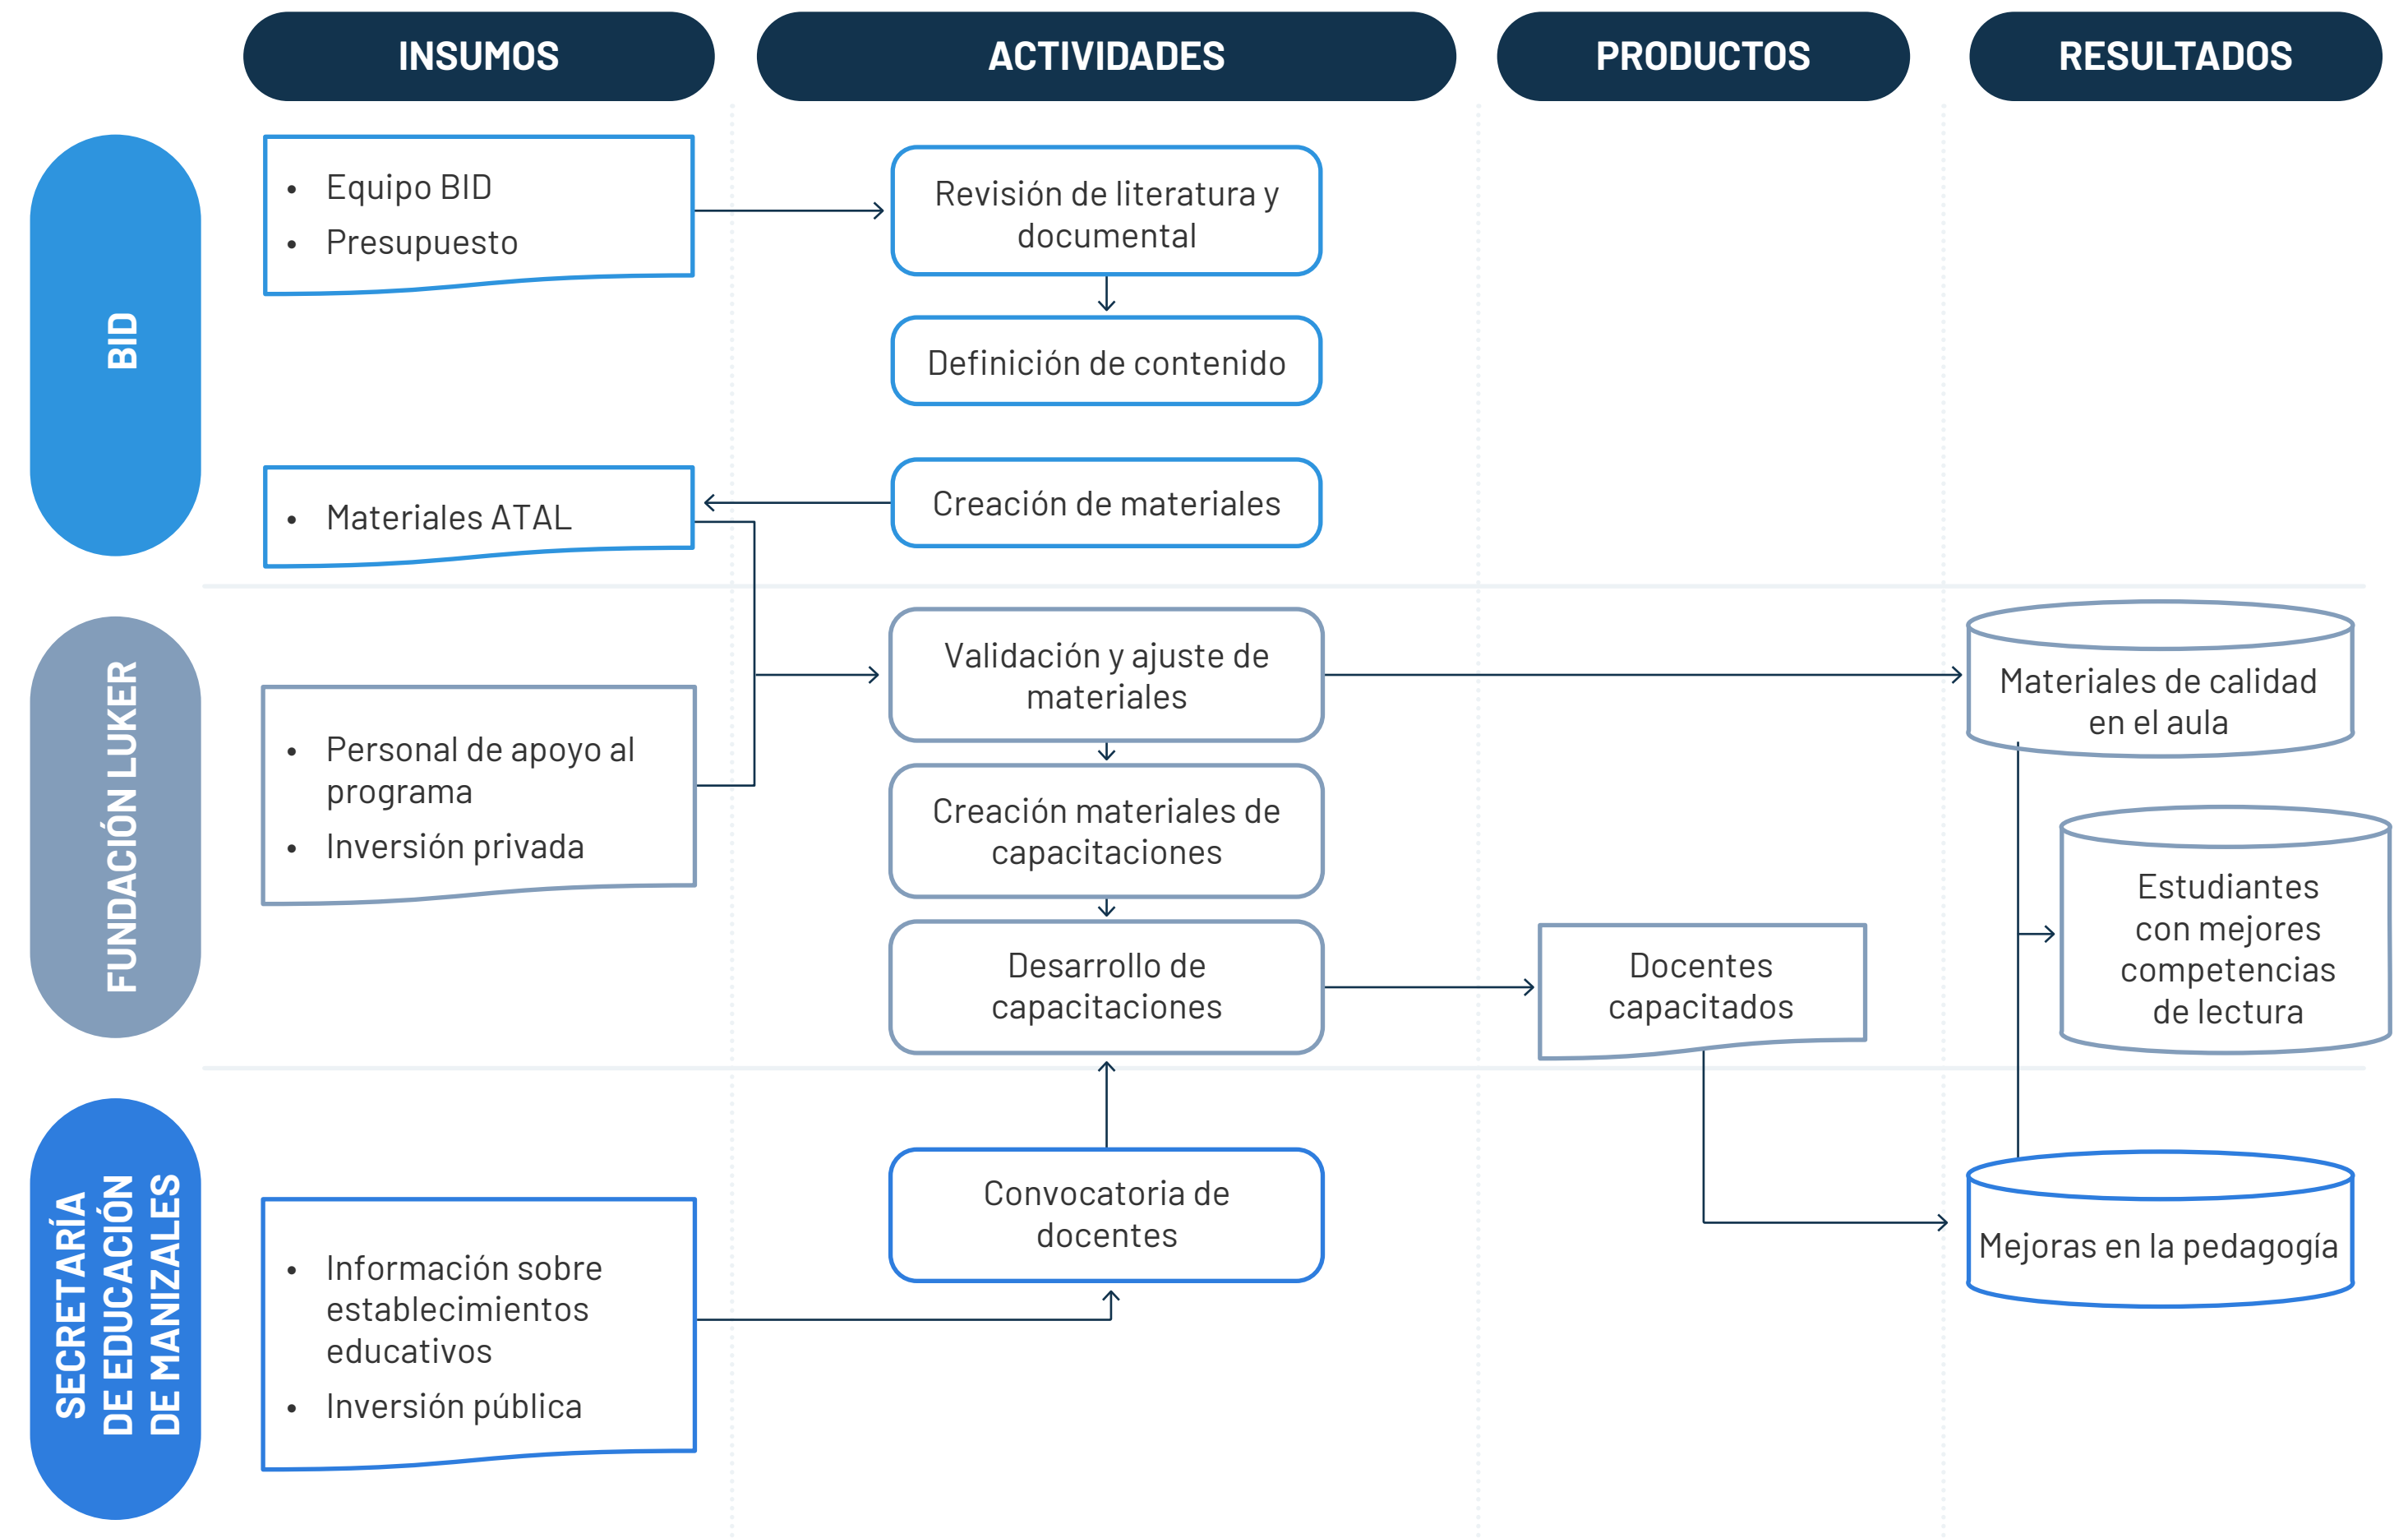 INSUMOS
ACTIVIDADES
PRODUCTOS
RESULTADOS
BID
• Equipo BID
• Presupuesto
Revisión de literatura y
documental
Definición de contenido
• Materiales ATAL
Creación de materiales
FUNDACIÓN LUKER
• Personal de apoyo al
programa
• Inversión privada
Validación y ajuste de
materiales
Creación materiales de
capacitaciones
Desarrollo de
capacitaciones
Docentes
capacitados
Materiales de calidad
en el aula
Estudiantes
con mejores
competencias
de lectura
SECRETARÍA
DE EDUCACIÓN
DE MANIZALES
• Información sobre
establecimientos
educativos
• Inversión pública
Convocatoria de
docentes
Mejoras en la pedagogía